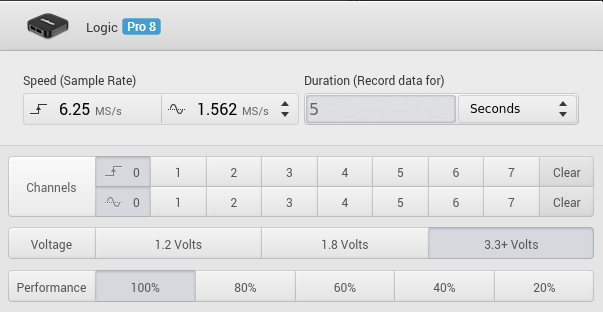 Logic Pro 8
Speed (Sample Rate) Duration (Record data for)
6.25 MS/s 1.562 MS/s 5 Seconds
Channels 0 1 2 3 4 5 6 7 Clear
0 1 2 3 4 5 6 7 Clear
Voltage 1.2 Volts 1.8 Volts 3.3+ Volts
Performance 100% 80% 60% 40% 20%